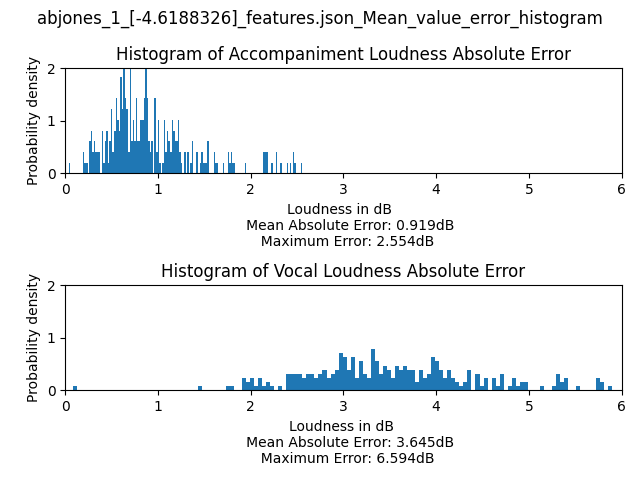 abjones_1_[-4.6188326]_features.json_Mean_value_error_histogram
Histogram of Accompaniment Loudness Absolute Error
Probability density
2
1
0
0 1 2 3 4 5 6
Loudness in dB
Mean Absolute Error: 0.919dB
Maximum Error: 2.554dB
Histogram of Vocal Loudness Absolute Error
Probability density
2
1
0
0 1 2 3 4 5 6
Loudness in dB
Mean Absolute Error: 3.645dB
Maximum Error: 6.594dB